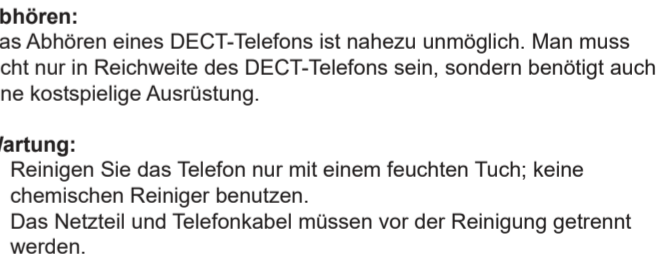 bhören:
as Abhören eines DECT-Telefons ist nahezu unmöglich. Man muss
cht nur in Reichweite des DECT-Telefons sein, sondern benötigt auch
ne kostspielige Ausrüstung.
artung:
Reinigen Sie das Telefon nur mit einem feuchten Tuch; keine
chemischen Reiniger benutzen.
Das Netzteil und Telefonkabel müssen vor der Reinigung getrennt
werden.